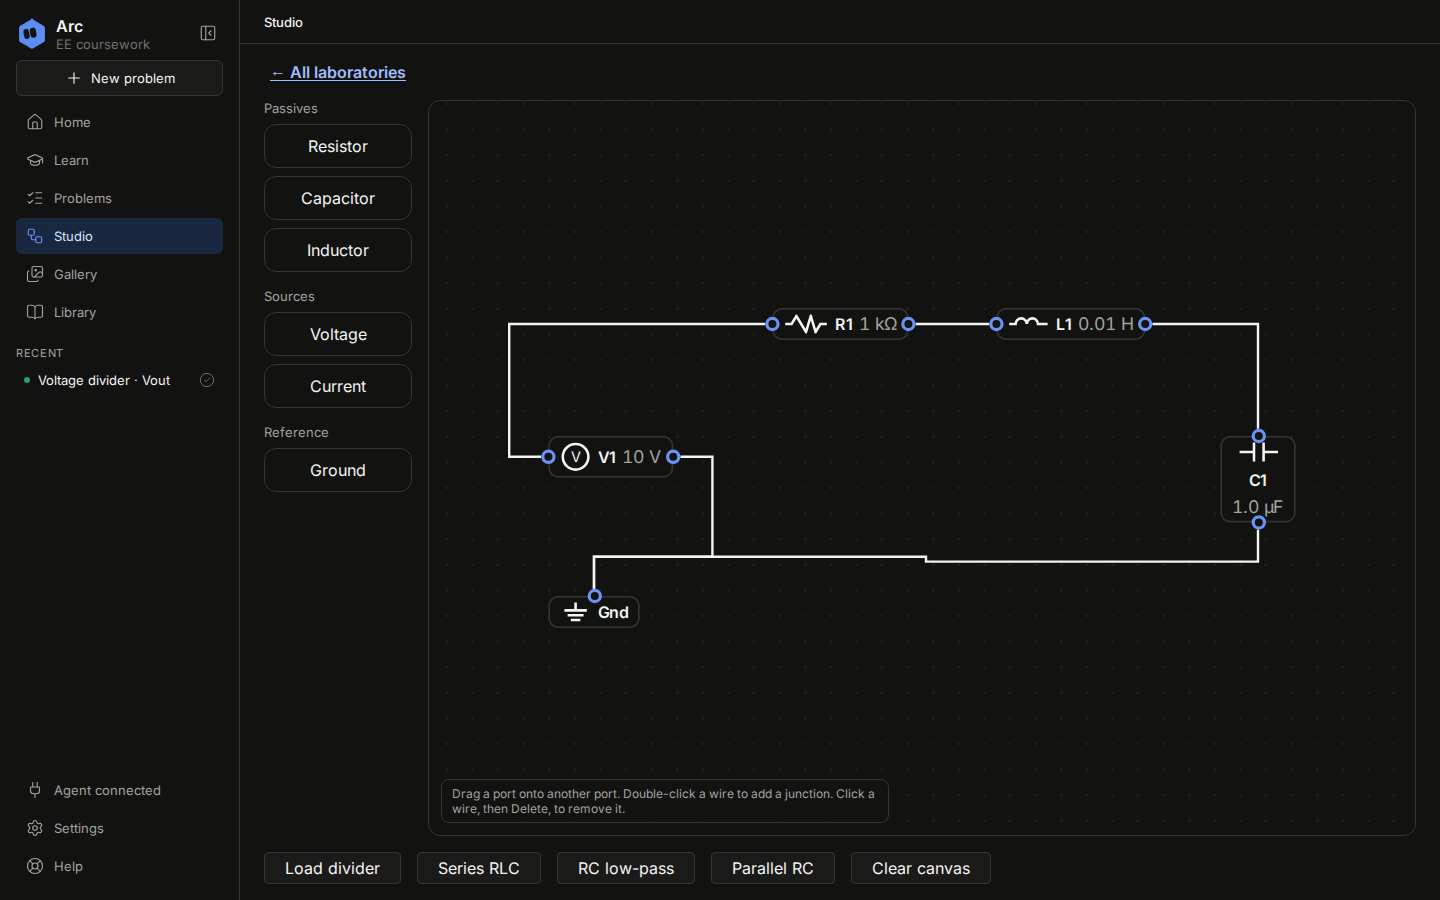 Arc
EE coursework
New problem
Home
Learn
Problems
Studio
Gallery
Library
RECENT
Voltage divider · Vout
Agent connected
Settings
Help
Studio
← All laboratories
Passives
Resistor
Capacitor
Inductor
Sources
Voltage
Current
Reference
Ground
R1 1 kΩ
L1 0.01 H
V V1 10 V
C1
1.0 µF
Gnd
Drag a port onto another port. Double-click a wire to add a junction. Click a
wire, then Delete, to remove it.
Load divider
Series RLC
RC low-pass
Parallel RC
Clear canvas